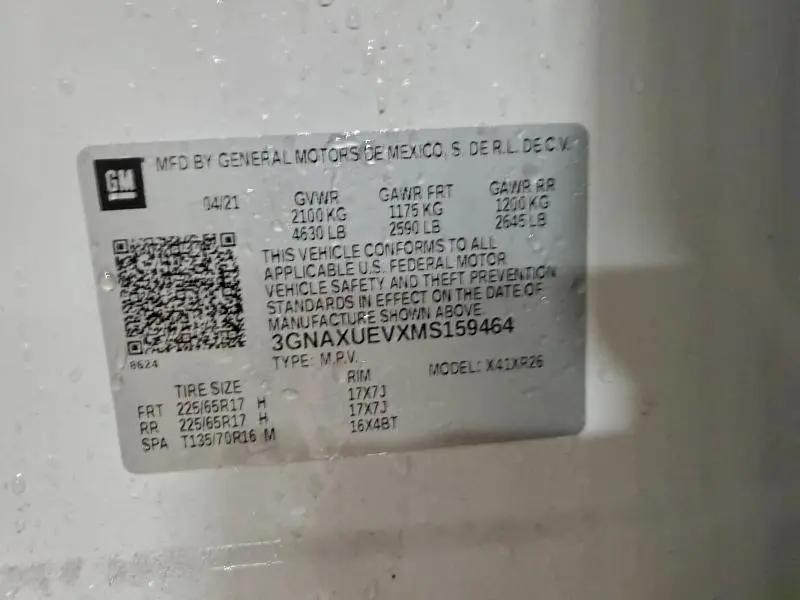 GM
MFD BY GENERAL MOTORS DE MEXICO, S. DE R.L. DE C.V.
04/21 GVWR GAWR FRT GAWR RR
2100 KG 1175 KG 1200 KG
4630 LB 2590 LB 2645 LB
THIS VEHICLE CONFORMS TO ALL
APPLICABLE U.S. FEDERAL MOTOR
VEHICLE SAFETY AND THEFT PREVENTION
STANDARDS IN EFFECT ON THE DATE OF
MANUFACTURE SHOWN ABOVE.
3GNAXUEVXMS159464
8624 TYPE: M.P.V. MODEL: X41XR26
TIRE SIZE RIM
FRT 225/65R17 H 17X7J
RR 225/65R17 H 17X7J
SPA T135/70R16 M 16X4BT